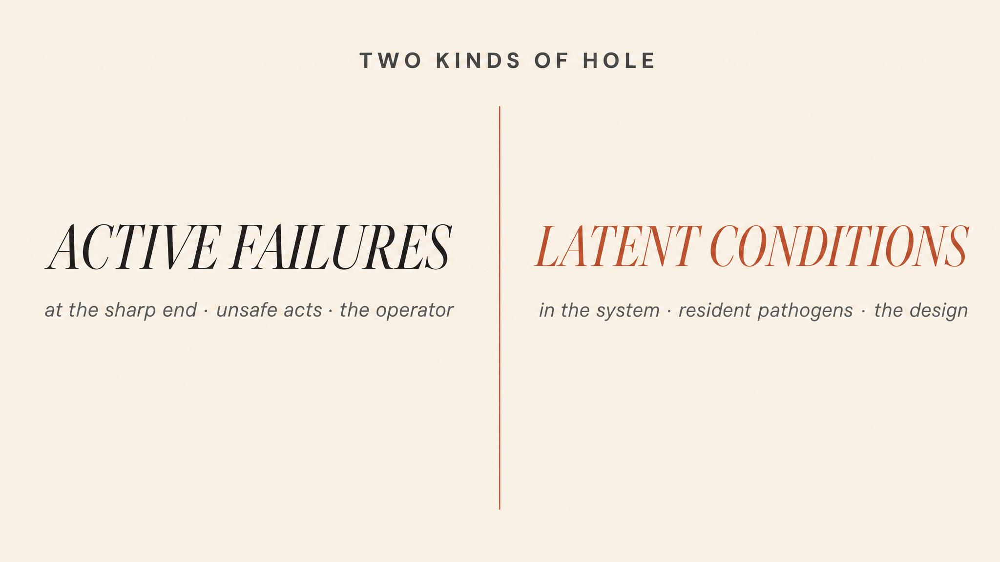 TWO KINDS OF HOLE
ACTIVE FAILURES
at the sharp end · unsafe acts · the operator
LATENT CONDITIONS
in the system · resident pathogens · the design